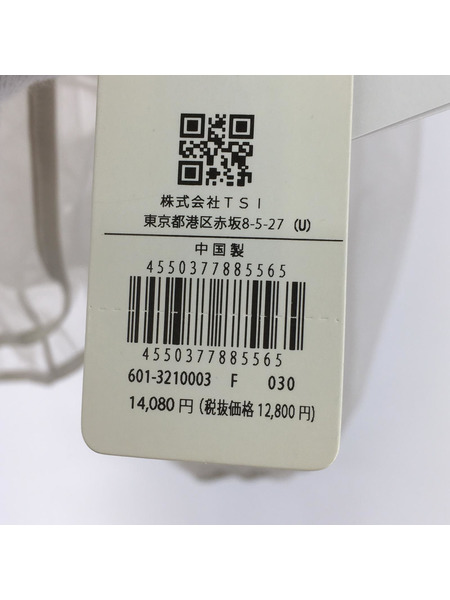 株式会社TSI
東京都港区赤坂8-5-27 (U)
中国製
4550377885565
4550377885565
601-3210003 F 030
14,080円(税抜価格12,800円)